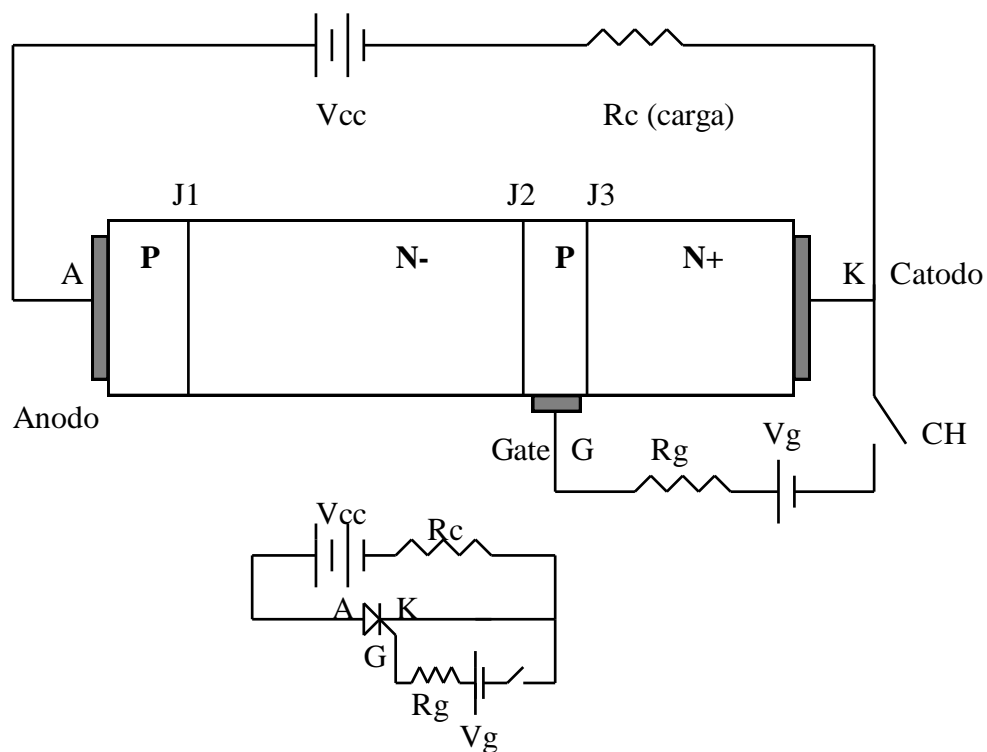 Vcc
Rc (carga)
J1
J2
J3
P
N-
P
N+
A
K
Catodo
Anodo
Gate
G
Rg
Vg
CH
Vcc
Rc
A
K
G
Rg
Vg